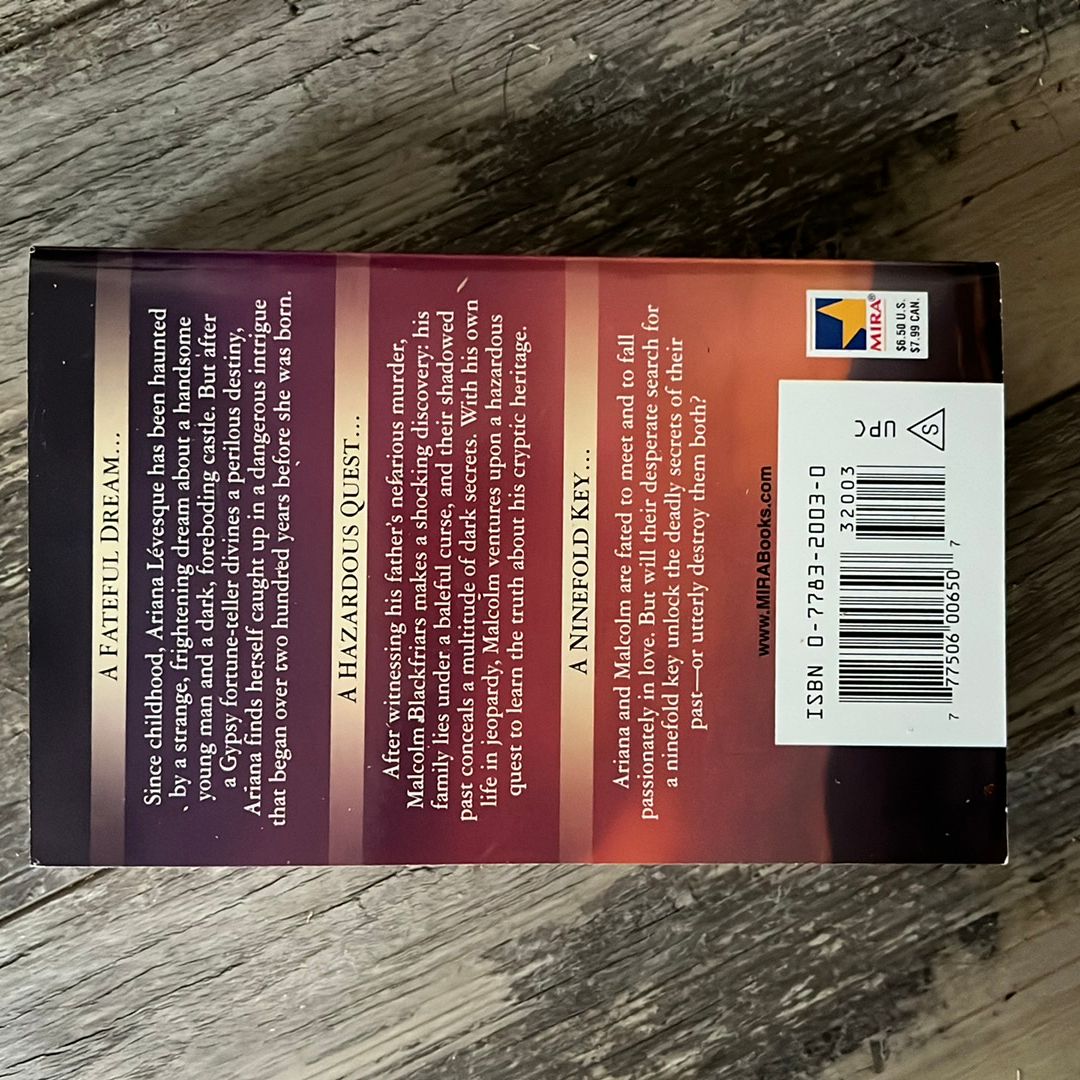 A FATEFUL DREAM...
Since childhood, Ariana Lévesque has been haunted
by a strange, frightening dream about a handsome
young man and a dark, foreboding castle. But after
a Gypsy fortune-teller divines a perilous destiny,
Ariana finds herself caught up in a dangerous intrigue
that began over two hundred years before she was born.
A HAZARDOUS QUEST...
After witnessing his father's nefarious murder,
Malcolm Blackfriars makes a shocking discovery: his
family lies under a baleful curse, and their shadowed
past conceals a multitude of dark secrets. With his own
life in jeopardy, Malcolm ventures upon a hazardous
quest to learn the truth about his cryptic heritage.
A NINEFOLD KEY...
Ariana and Malcolm are fated to meet and to fall
passionately in love. But will their desperate search for
a ninefold key unlock the deadly secrets of their
past—or utterly destroy them both?
www.MIRABooks.com
MIRA®
$6.50 U.S.
$7.99 CAN.
ISBN 0-7783-2003-0
32003
UPC
S
7 77506 00650 7